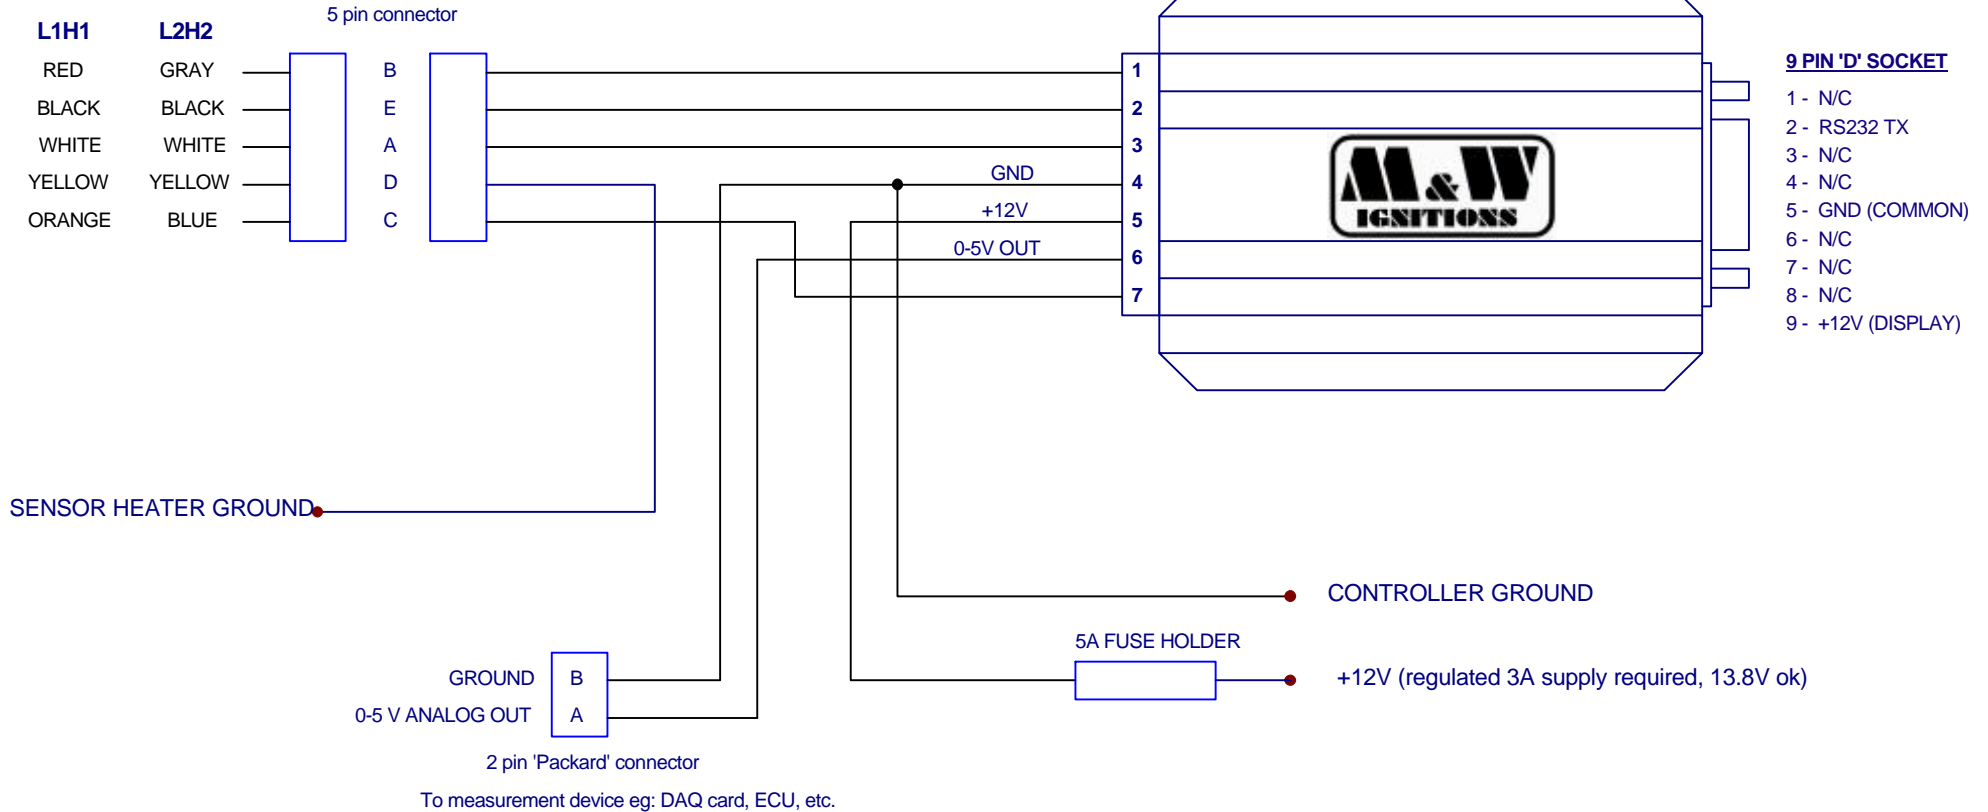 5 pin connector
L1H1 L2H2
RED GRAY B 1
BLACK BLACK E 2
WHITE WHITE A 3
YELLOW YELLOW D GND 4
ORANGE BLUE C +12V 5
0-5V OUT 6
7
M&W
IGNITIONS
9 PIN 'D' SOCKET
1 - N/C
2 - RS232 TX
3 - N/C
4 - N/C
5 - GND (COMMON)
6 - N/C
7 - N/C
8 - N/C
9 - +12V (DISPLAY)
SENSOR HEATER GROUND
CONTROLLER GROUND
5A FUSE HOLDER
+12V (regulated 3A supply required, 13.8V ok)
GROUND B
0-5 V ANALOG OUT A
2 pin 'Packard' connector
To measurement device eg: DAQ card, ECU, etc.